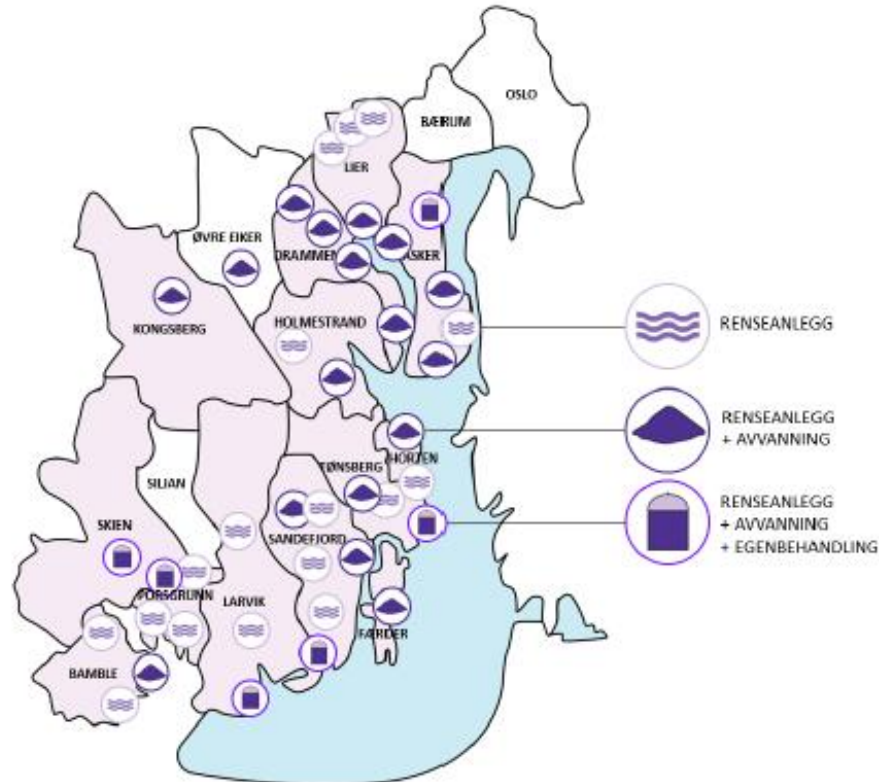 OSLO
BÆRUM
LIER
ØVRE EIKER
DRAMMEN
ASKER
KONGSBERG
HOLMESTRAND
RENSEANLEGG
RENSEANLEGG
+ AVVANNING
HORTEN
TØNSBERG
SILJAN
SKIEN
SANDEFJORD
RENSEANLEGG
+ AVVANNING
+ EGENBEHANDLING
PORSGRUNN
LARVIK
FÆRDER
BAMBLE